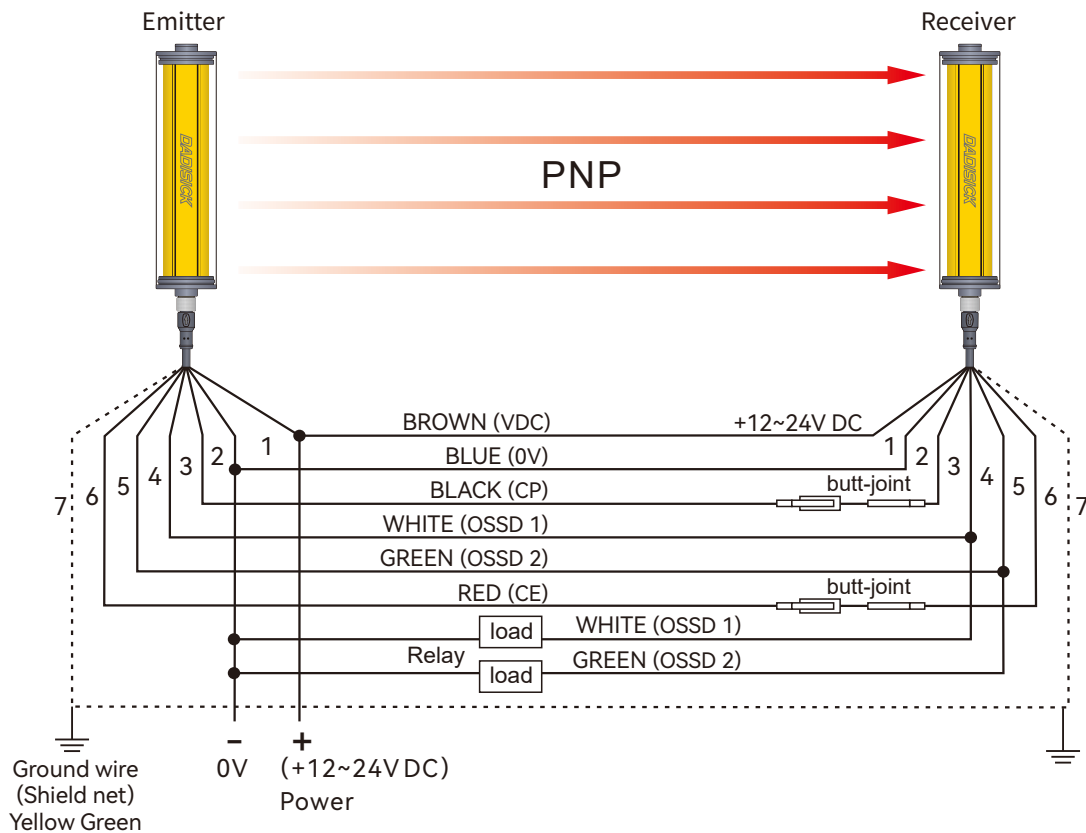 Emitter
Receiver
DADISICK
DADISICK
PNP
BROWN (VDC)
+12~24V DC
BLUE (0V)
BLACK (CP)
butt-joint
WHITE (OSSD 1)
GREEN (OSSD 2)
RED (CE)
butt-joint
load
WHITE (OSSD 1)
Relay
load
GREEN (OSSD 2)
7 6 5 4 3 2 1
1 2 3 4 5 6 7
- +
0V
(+12~24V DC)
Power
Ground wire
(Shield net)
Yellow Green